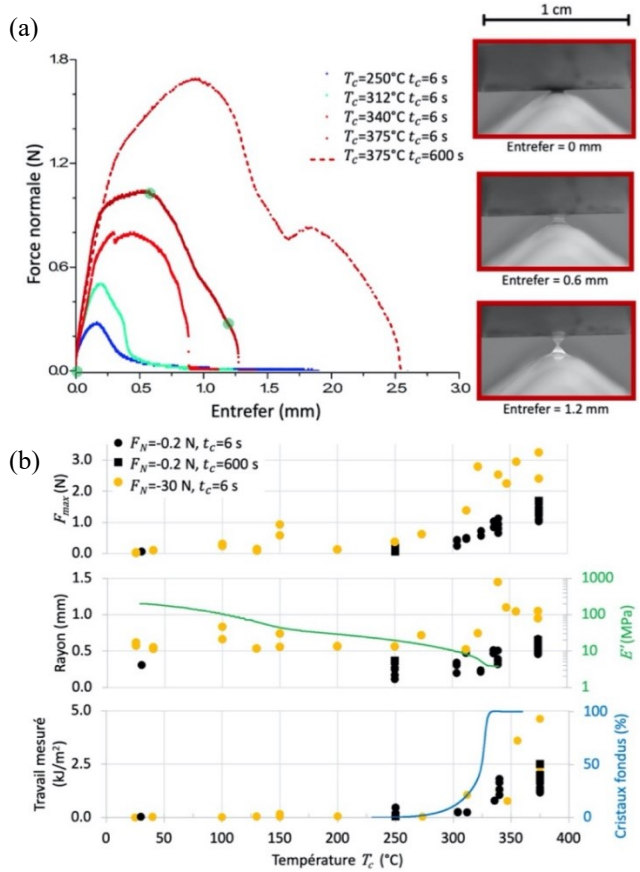 (a)
1.8
1.2
0.6
0.0
Force normale (N)
0.0
0.5
1.0
1.5
2.0
2.5
3.0
Entrefer (mm)
T_c=250°C t_c=6 s
T_c=312°C t_c=6 s
T_c=340°C t_c=6 s
T_c=375°C t_c=6 s
T_c=375°C t_c=600 s
1 cm
Entrefer = 0 mm
Entrefer = 0.6 mm
Entrefer = 1.2 mm
(b)
F_N=-0.2 N, t_c=6 s
F_N=-0.2 N, t_c=600 s
F_N=-30 N, t_c=6 s
3.0
2.0
1.0
0.0
F_max (N)
1.5
1.0
0.5
0.0
Rayon (mm)
1000
100
10
1
E' (MPa)
5.0
2.5
0.0
Travail mesuré
(kJ/m²)
100
50
0
Cristaux fondus (%)
0
50
100
150
200
250
300
350
400
Température T_c (°C)